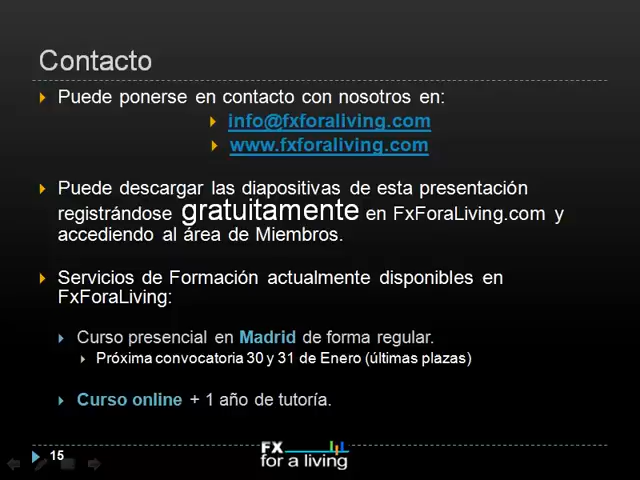 Contacto
Puede ponerse en contacto con nosotros en:
info@fxforaliving.com
www.fxforaliving.com
Puede descargar las diapositivas de esta presentación
registrándose gratuitamente en FxForaLiving.com y
accediendo al área de Miembros.
Servicios de Formación actualmente disponibles en
FxForaLiving:
Curso presencial en Madrid de forma regular.
Próxima convocatoria 30 y 31 de Enero (últimas plazas)
Curso online + 1 año de tutoría.
15
FX
for a living